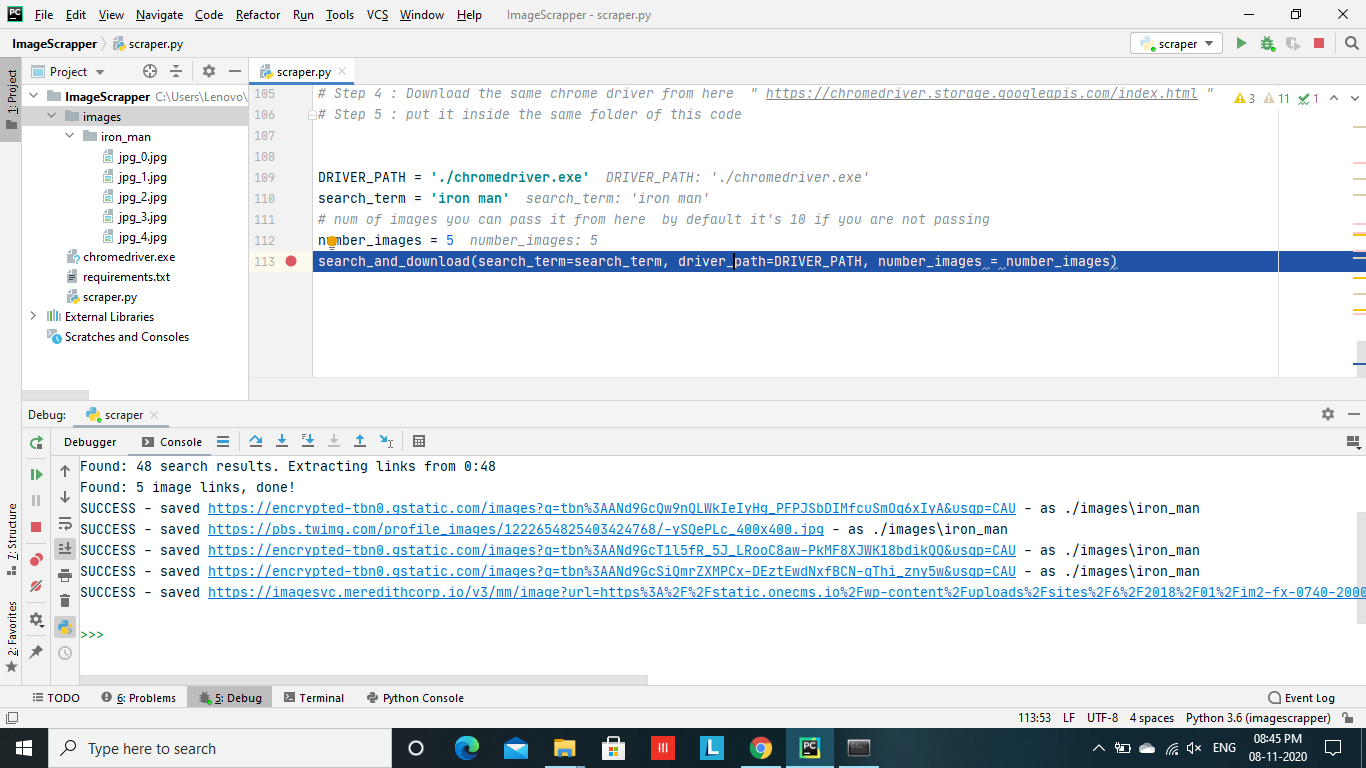 File Edit View Navigate Code Refactor Run Tools VCS Window Help ImageScrapper - scraper.py
ImageScrapper scraper.py scraper
Project scraper.py
1: Project
ImageScrapper C:\Users\Lenovo\
images
iron_man
jpg_0.jpg
jpg_1.jpg
jpg_2.jpg
jpg_3.jpg
jpg_4.jpg
chromedriver.exe
requirements.txt
scraper.py
External Libraries
Scratches and Consoles
105 # Step 4 : Download the same chrome driver from here " https://chromedriver.storage.googleapis.com/index.html "
3 11 1
106 # Step 5 : put it inside the same folder of this code
107
108
109 DRIVER_PATH = './chromedriver.exe' DRIVER_PATH: './chromedriver.exe'
110 search_term = 'iron man' search_term: 'iron man'
111 # num of images you can pass it from here by default it's 10 if you are not passing
112 number_images = 5 number_images: 5
113 search_and_download(search_term=search_term, driver_path=DRIVER_PATH, number_images = number_images)
Debug: scraper
Debugger Console
7: Structure
2: Favorites
Found: 48 search results. Extracting links from 0:48
Found: 5 image links, done!
SUCCESS - saved https://encrypted-tbn0.gstatic.com/images?q=tbn%3AANd9GcQw9nQLWkIeIyHg_PFPJSbDIMfcuSmOq6xIyA&usqp=CAU - as ./images\iron_man
SUCCESS - saved https://pbs.twimg.com/profile_images/1222654825403424768/-ySQePLc_400x400.jpg - as ./images\iron_man
SUCCESS - saved https://encrypted-tbn0.gstatic.com/images?q=tbn%3AANd9GcT1l5fR_5J_LRooC8aw-PkMF8XJWK18bdikQQ&usqp=CAU - as ./images\iron_man
SUCCESS - saved https://encrypted-tbn0.gstatic.com/images?q=tbn%3AANd9GcSiQmrZXMPCx-DEztEwdNxfBCN-qThi_zny5w&usqp=CAU - as ./images\iron_man
SUCCESS - saved https://imagesvc.meredithcorp.io/v3/mm/image?url=https%3A%2F%2Fstatic.onecms.io%2Fwp-content%2Fuploads%2Fsites%2F6%2F2018%2F01%2Fim2-fx-0740-2000
>>>
TODO 6: Problems 5: Debug Terminal Python Console Event Log
113:53 LF UTF-8 4 spaces Python 3.6 (imagescrapper)
Type here to search
ENG
08:45 PM
08-11-2020